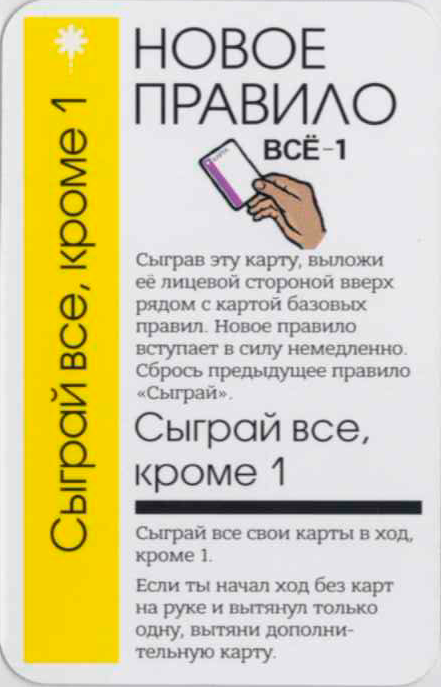 Сыграй все, кроме 1
НОВОЕ
ПРАВИЛО
ВСЁ-1
Сыграв эту карту, выложи
её лицевой стороной вверх
рядом с картой базовых
правил. Новое правило
вступает в силу немедленно.
Сбрось предыдущее правило
«Сыграй».
Сыграй все,
кроме 1
Сыграй все свои карты в ход,
кроме 1.
Если ты начал ход без карт
на руке и вытянул только
одну, вытяни дополни-
тельную карту.